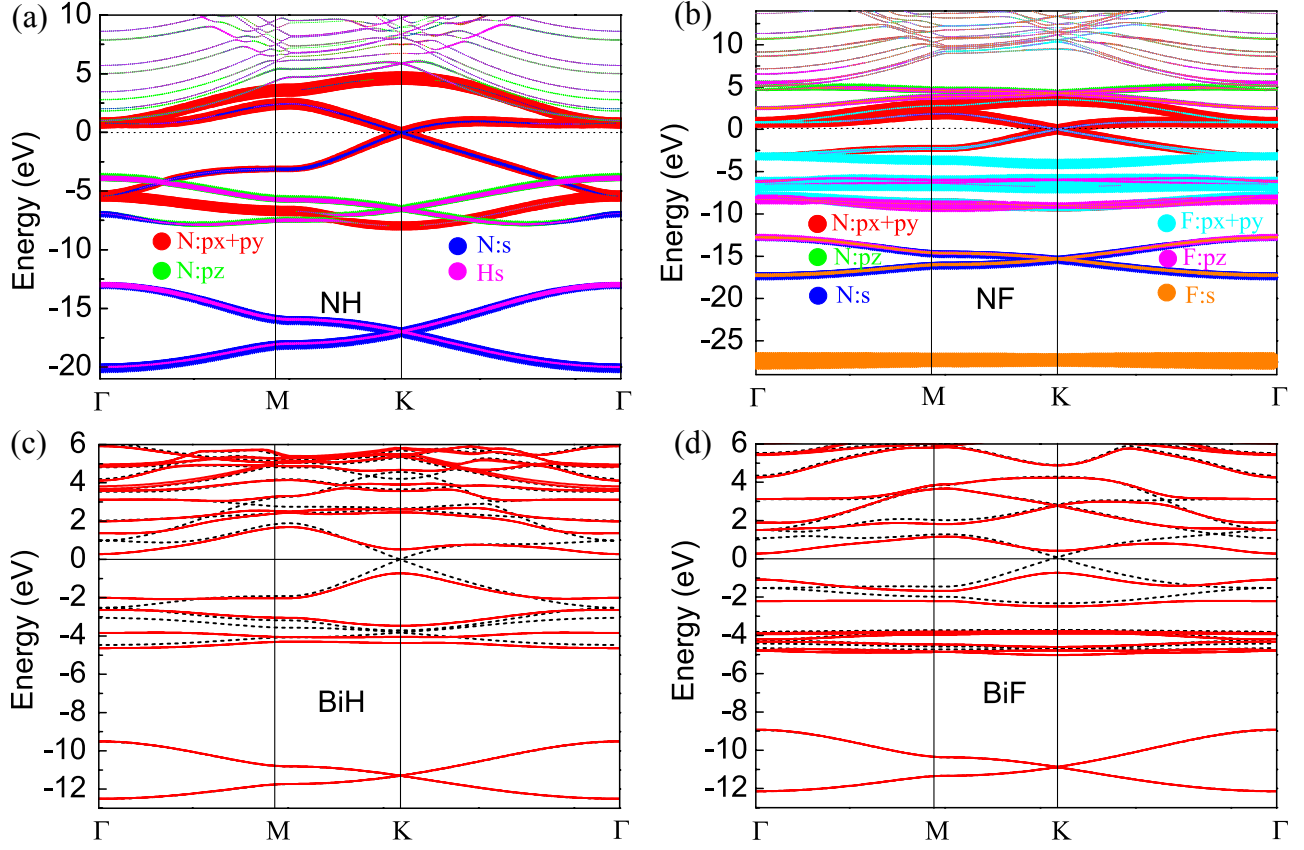 (a)
10
5
0
-5
-10
-15
-20
Energy (eV)
N:px+py
N:s
N:pz
Hs
NH
Γ M K Γ
(b)
10
5
0
-5
-10
-15
-20
-25
Energy (eV)
N:px+py
F:px+py
N:pz
F:pz
N:s
F:s
NF
Γ M K Γ
(c)
6
4
2
0
-2
-4
-6
-8
-10
-12
Energy (eV)
BiH
Γ M K Γ
(d)
6
4
2
0
-2
-4
-6
-8
-10
-12
Energy (eV)
BiF
Γ M K Γ